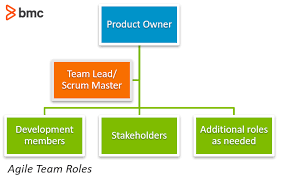 bmc
Product Owner
Team Lead/
Scrum Master
Development
members
Stakeholders
Additional roles
as needed
Agile Team Roles